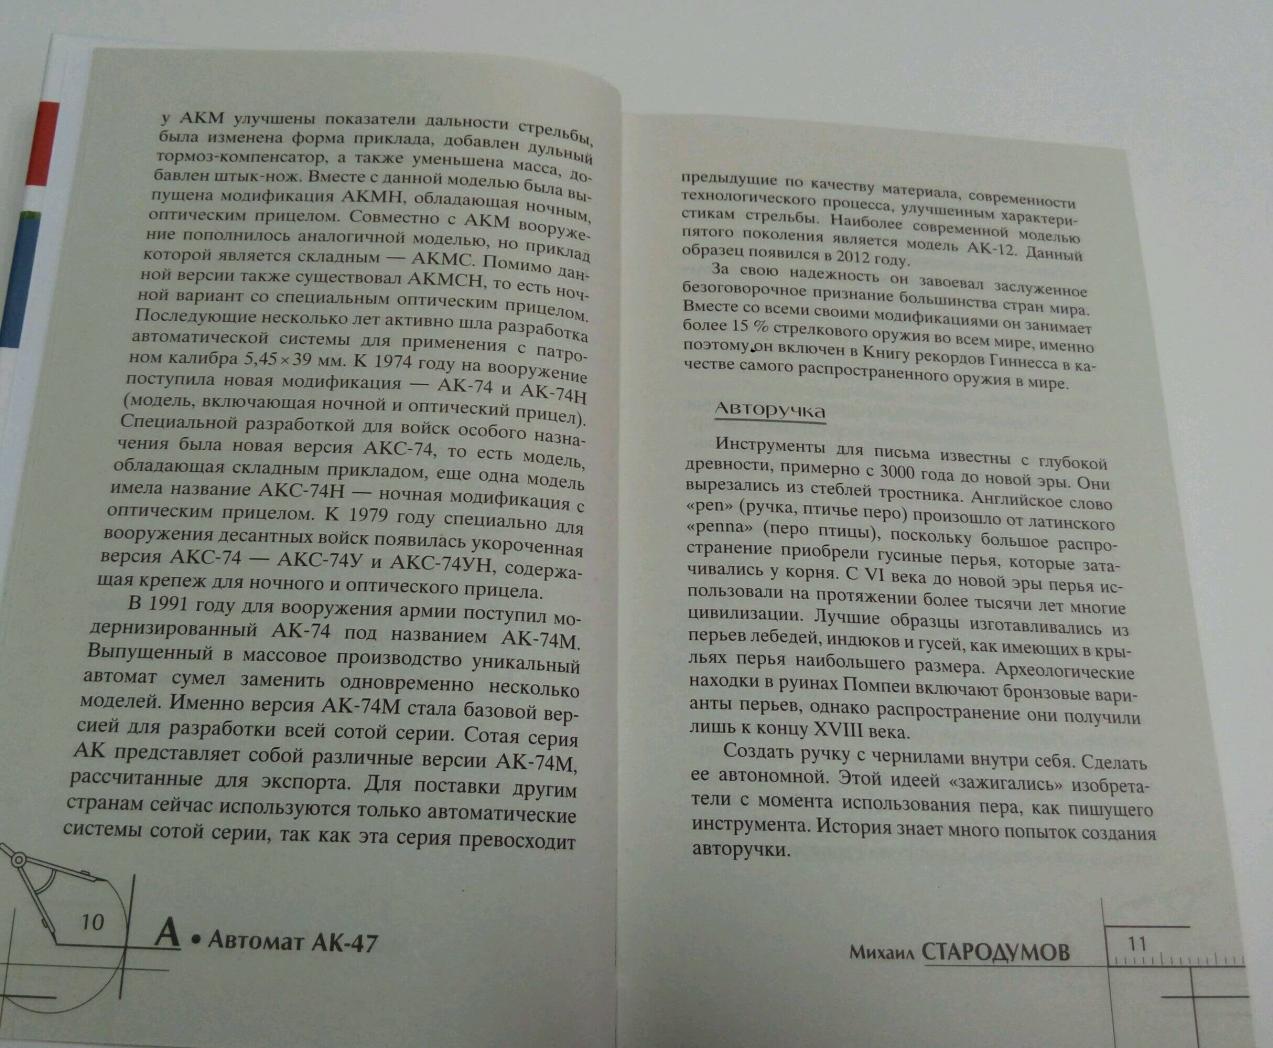 у АКМ улучшены показатели дальности стрельбы,
была изменена форма приклада, добавлен дульный
тормоз-компенсатор, а также уменьшена масса, до-
бавлен штык-нож. Вместе с данной моделью была вы-
пущена модификация АКМН, обладающая ночным,
оптическим прицелом. Совместно с АКМ вооруже-
ние пополнилось аналогичной моделью, но приклад
которой является складным — АКМС. Помимо дан-
ной версии также существовал АКМСН, то есть ноч-
ной вариант со специальным оптическим прицелом.
Последующие несколько лет активно шла разработка
автоматической системы для применения с патро-
ном калибра 5,45×39 мм. К 1974 году на вооружение
поступила новая модификация — АК-74 и АК-74Н
(модель, включающая ночной и оптический прицел).
Специальной разработкой для войск особого назна-
чения была новая версия АКС-74, то есть модель,
обладающая складным прикладом, еще одна модель
имела название АКС-74Н — ночная модификация с
оптическим прицелом. К 1979 году специально для
вооружения десантных войск появилась укороченная
версия АКС-74 — АКС-74У и АКС-74УН, содержа-
щая крепеж для ночного и оптического прицела.
В 1991 году для вооружения армии поступил мо-
дернизированный АК-74 под названием АК-74М.
Выпущенный в массовое производство уникальный
автомат сумел заменить одновременно несколько
моделей. Именно версия АК-74М стала базовой вер-
сией для разработки всей сотой серии. Сотая серия
АК представляет собой различные версии АК-74М,
рассчитанные для экспорта. Для поставки другим
странам сейчас используются только автоматические
системы сотой серии, так как эта серия превосходит
10
А • Автомат АК-47
предыдущие по качеству материала, современности
технологического процесса, улучшенным характери-
стикам стрельбы. Наиболее современной моделью
пятого поколения является модель АК-12. Данный
образец появился в 2012 году.
За свою надежность он завоевал заслуженное
безоговорочное признание большинства стран мира.
Вместе со всеми своими модификациями он занимает
более 15 % стрелкового оружия во всем мире, именно
поэтому он включен в Книгу рекордов Гиннесса в ка-
честве самого распространенного оружия в мире.
Авторучка
Инструменты для письма известны с глубокой
древности, примерно с 3000 года до новой эры. Они
вырезались из стеблей тростника. Английское слово
«pen» (ручка, птичье перо) произошло от латинского
«penna» (перо птицы), поскольку большое распро-
странение приобрели гусиные перья, которые зата-
чивались у корня. С VI века до новой эры перья ис-
пользовали на протяжении более тысячи лет многие
цивилизации. Лучшие образцы изготавливались из
перьев лебедей, индюков и гусей, как имеющих в кры-
льях перья наибольшего размера. Археологические
находки в руинах Помпеи включают бронзовые вари-
анты перьев, однако распространение они получили
лишь к концу XVIII века.
Создать ручку с чернилами внутри себя. Сделать
ее автономной. Этой идеей «зажигались» изобрета-
тели с момента использования пера, как пишущего
инструмента. История знает много попыток создания
авторучки.
Михаил СТАРОДУМОВ
11